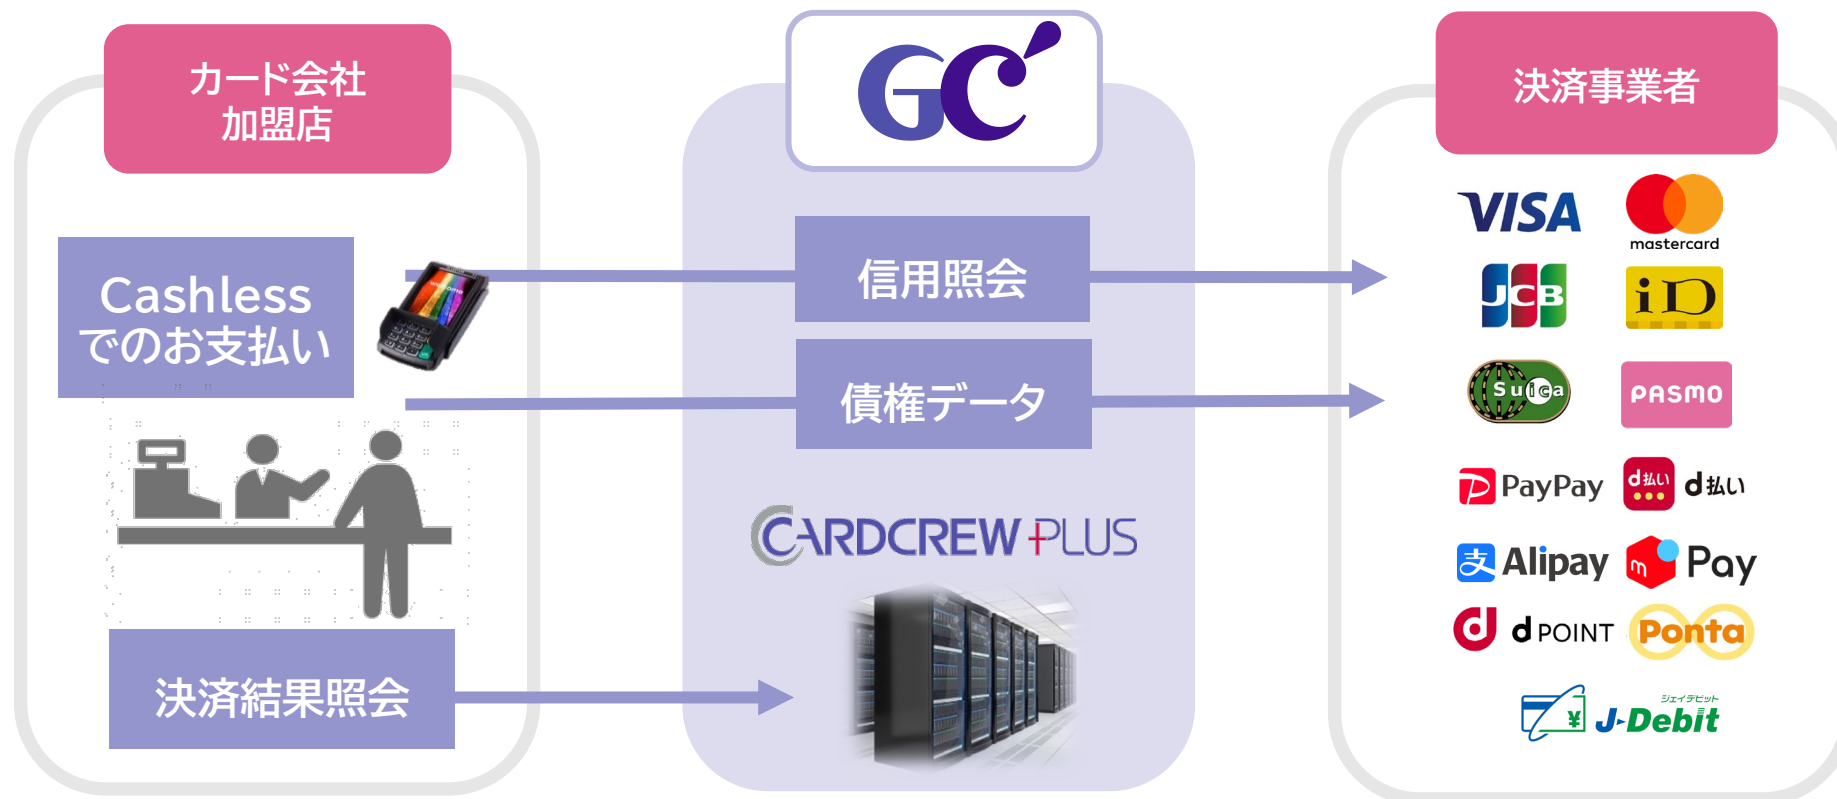 カード会社
加盟店
Cashless
でのお支払い
決済結果照会
GC
信用照会
債権データ
CARDCREW PLUS
決済事業者
VISA
mastercard
JCB
iD
Suica
PASMO
PayPay
d払い
d払い
支 Alipay
m Pay
d d POINT
Ponta
ジェイデビット
¥ J-Debit